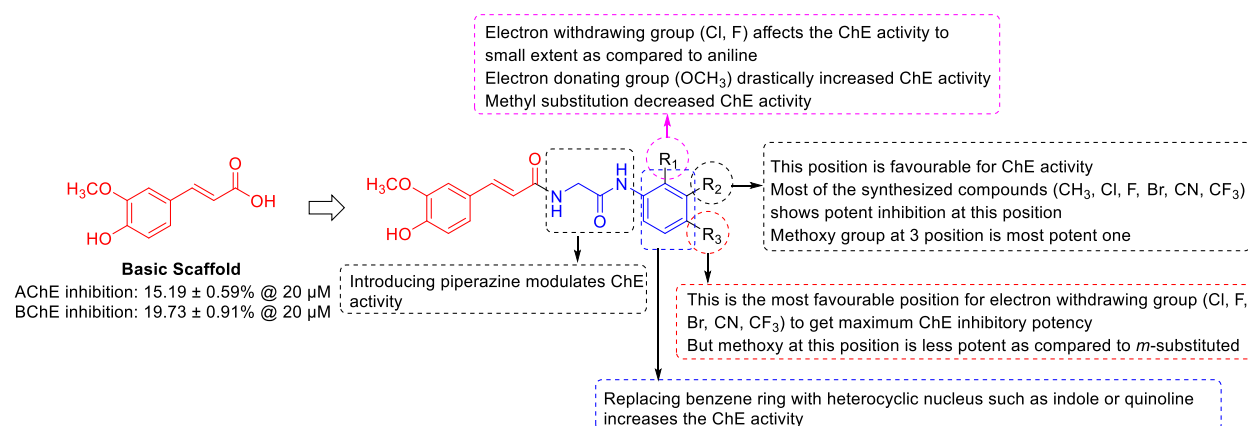 Electron withdrawing group (Cl, F) affects the ChE activity to
small extent as compared to aniline
Electron donating group (OCH3) drastically increased ChE activity
Methyl substitution decreased ChE activity
O
H3CO
OH
HO
Basic Scaffold
AChE inhibition: 15.19 ± 0.59% @ 20 µM
BChE inhibition: 19.73 ± 0.91% @ 20 µM
O
H3CO
HO
N
H
O
H
N
R1
R2
R3
This position is favourable for ChE activity
Most of the synthesized compounds (CH3, Cl, F, Br, CN, CF3)
shows potent inhibition at this position
Methoxy group at 3 position is most potent one
Introducing piperazine modulates ChE
activity
This is the most favourable position for electron withdrawing group (Cl, F,
Br, CN, CF3) to get maximum ChE inhibitory potency
But methoxy at this position is less potent as compared to m-substituted
Replacing benzene ring with heterocyclic nucleus such as indole or quinoline
increases the ChE activity